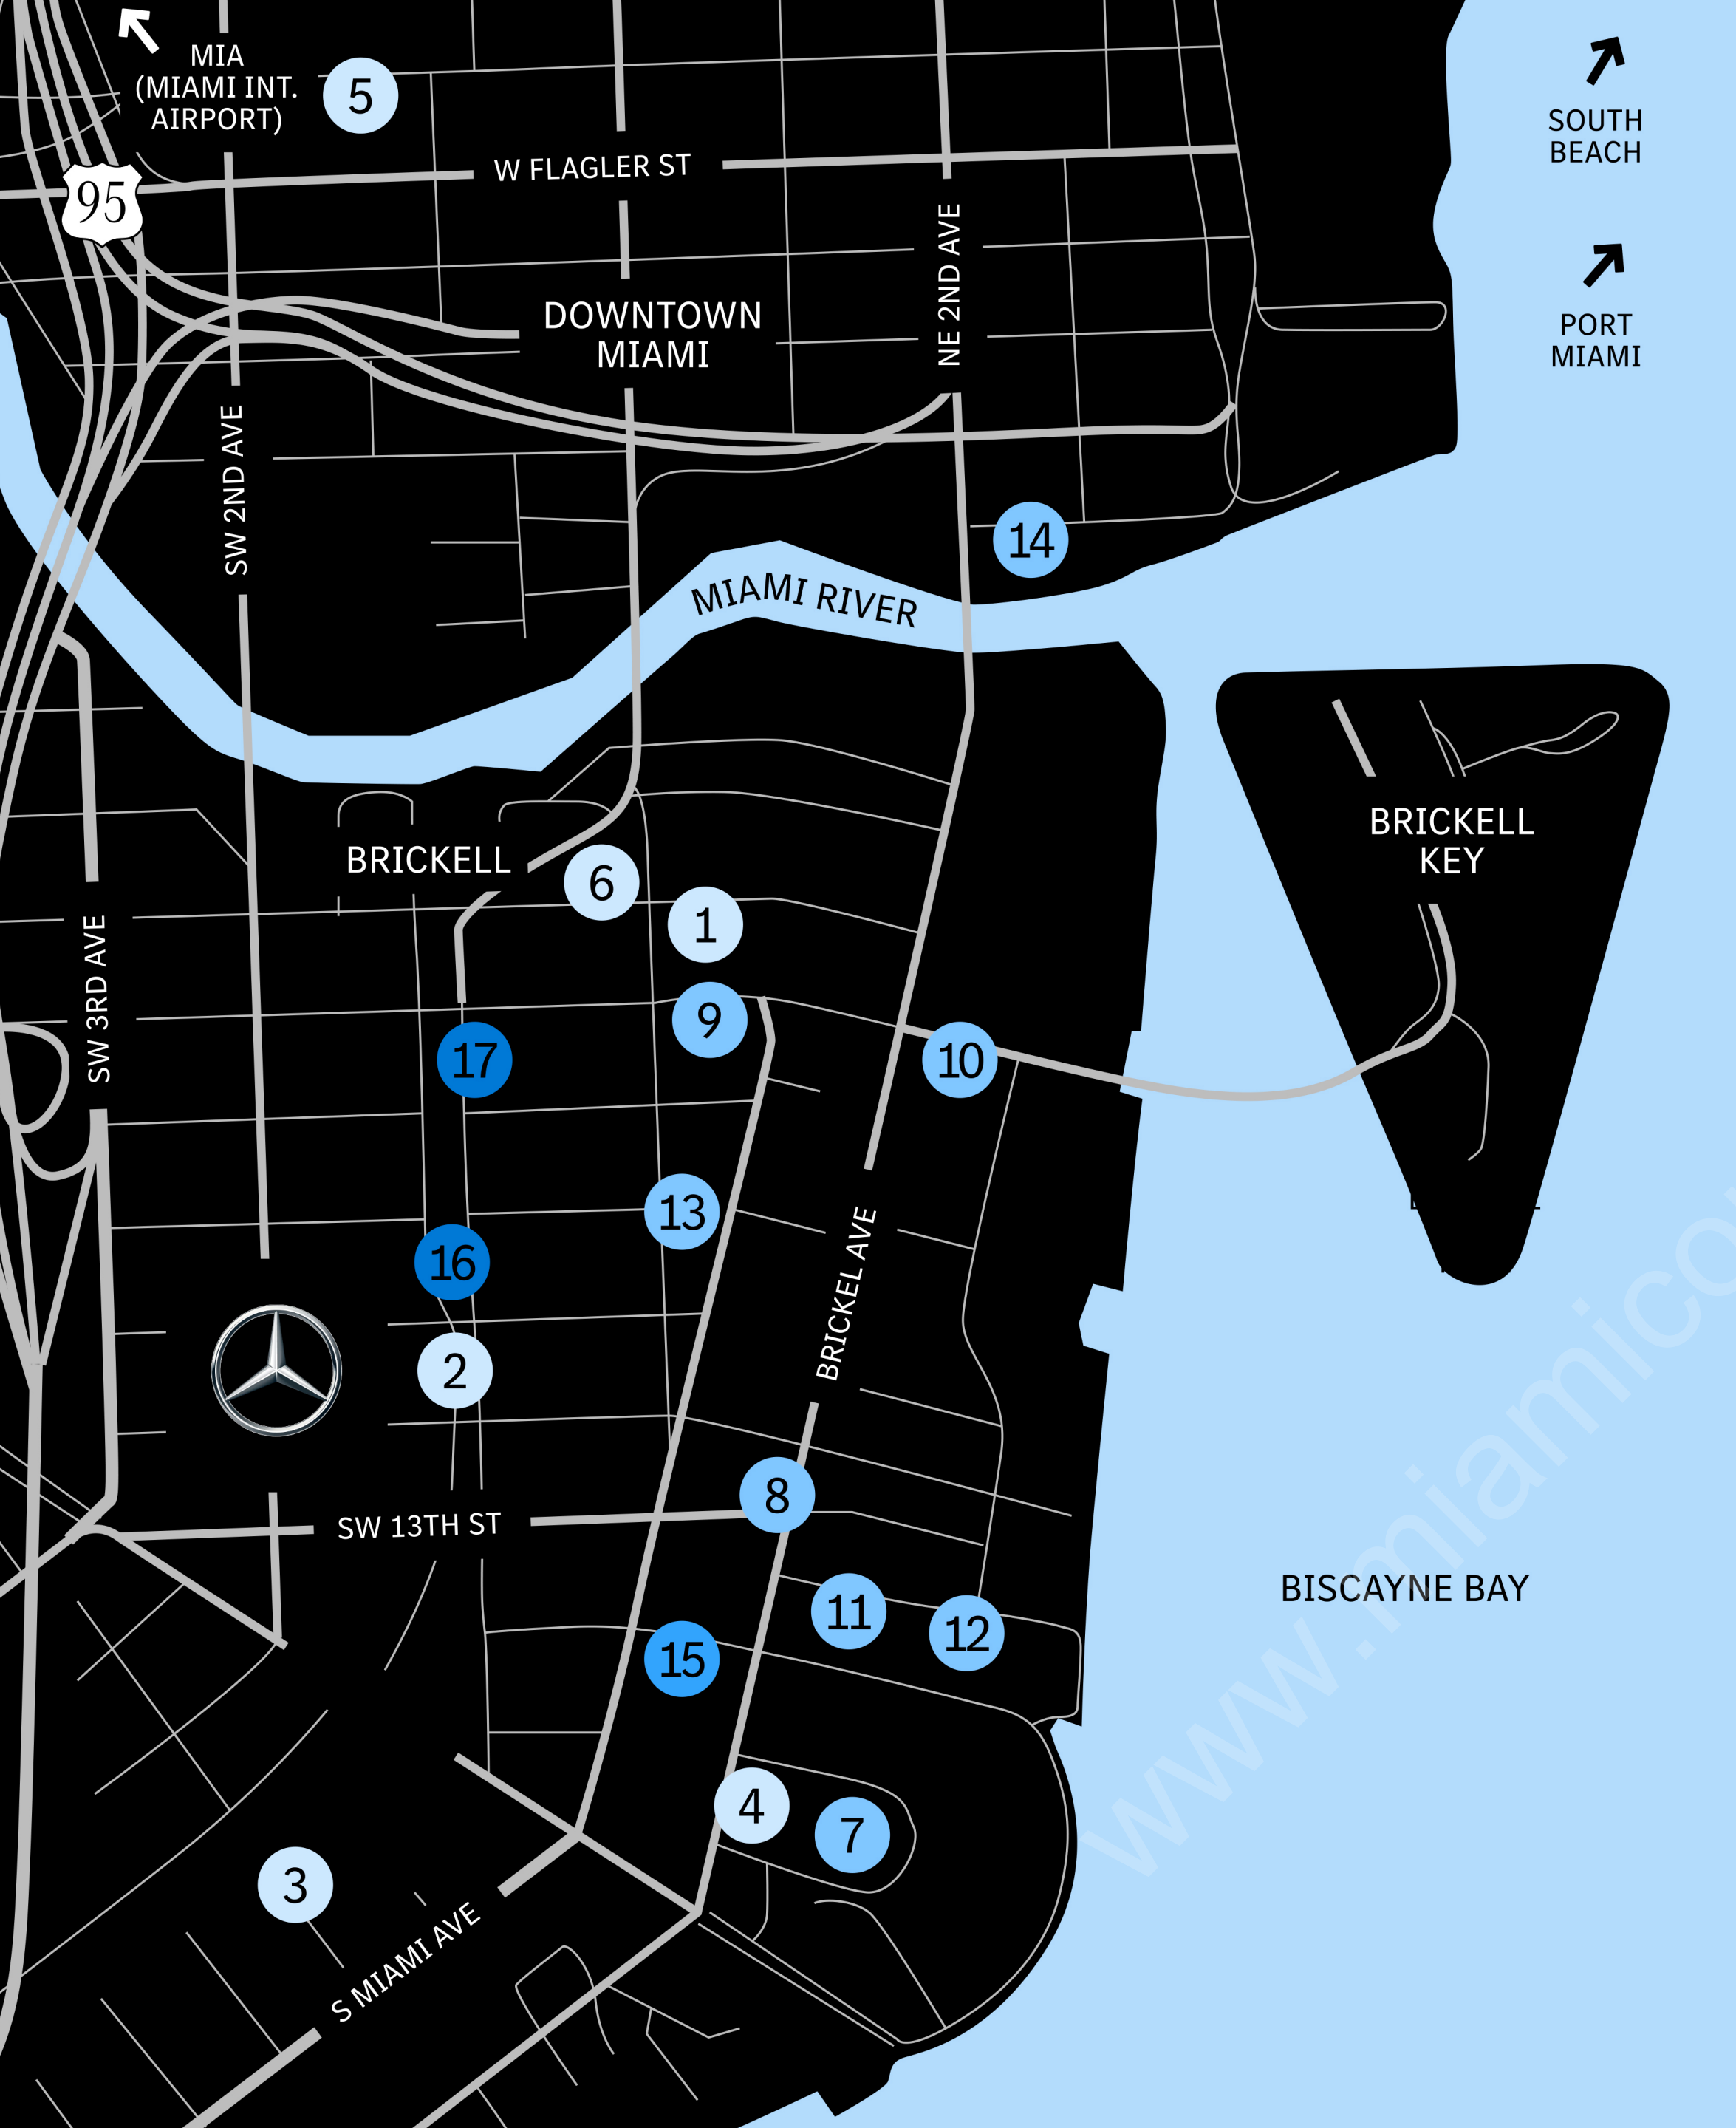 MIA
(MIAMI INT.
AIRPORT)
5
SOUTH
BEACH
95
W FLAGLER ST
NE 2ND AVE
PORT
MIAMI
DOWNTOWN
MIAMI
SW 2ND AVE
14
MIAMI RIVER
BRICKELL
KEY
BRICKELL
6
1
SW 3RD AVE
9
17
10
13
16
BRICKEL AVE
2
8
SW 13TH ST
BISCAYNE BAY
11
12
15
4
7
3
S MIAMI AVE